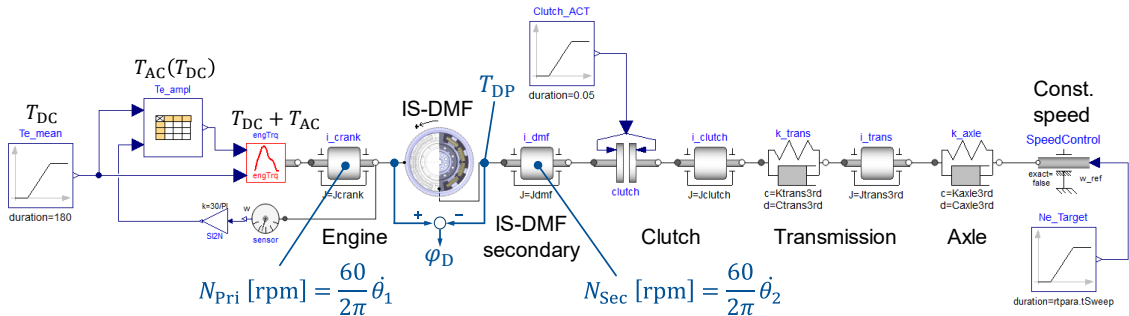 T_DC
Te_mean
duration=180
T_AC(T_DC)
Te_ampl
T_DC + T_AC
engTrq
engTrq
k=30/PI
SI2N
w
sensor
i_crank
J=Jcrank
Engine
IS-DMF
T_DP
+
−
φ_D
N_Pri [rpm] = 60/2π θ̇_1
i_dmf
J=Jdmf
IS-DMF
secondary
N_Sec [rpm] = 60/2π θ̇_2
Clutch_ACT
duration=0.05
clutch
i_clutch
J=Jclutch
Clutch
k_trans
c=Ktrans3rd
d=Ctrans3rd
i_trans
J=Jtrans3rd
Transmission
k_axle
c=Kaxle3rd
d=Caxle3rd
Axle
Const.
speed
SpeedControl
exact=
false
w_ref
Ne_Target
duration=rtpara.tSweep